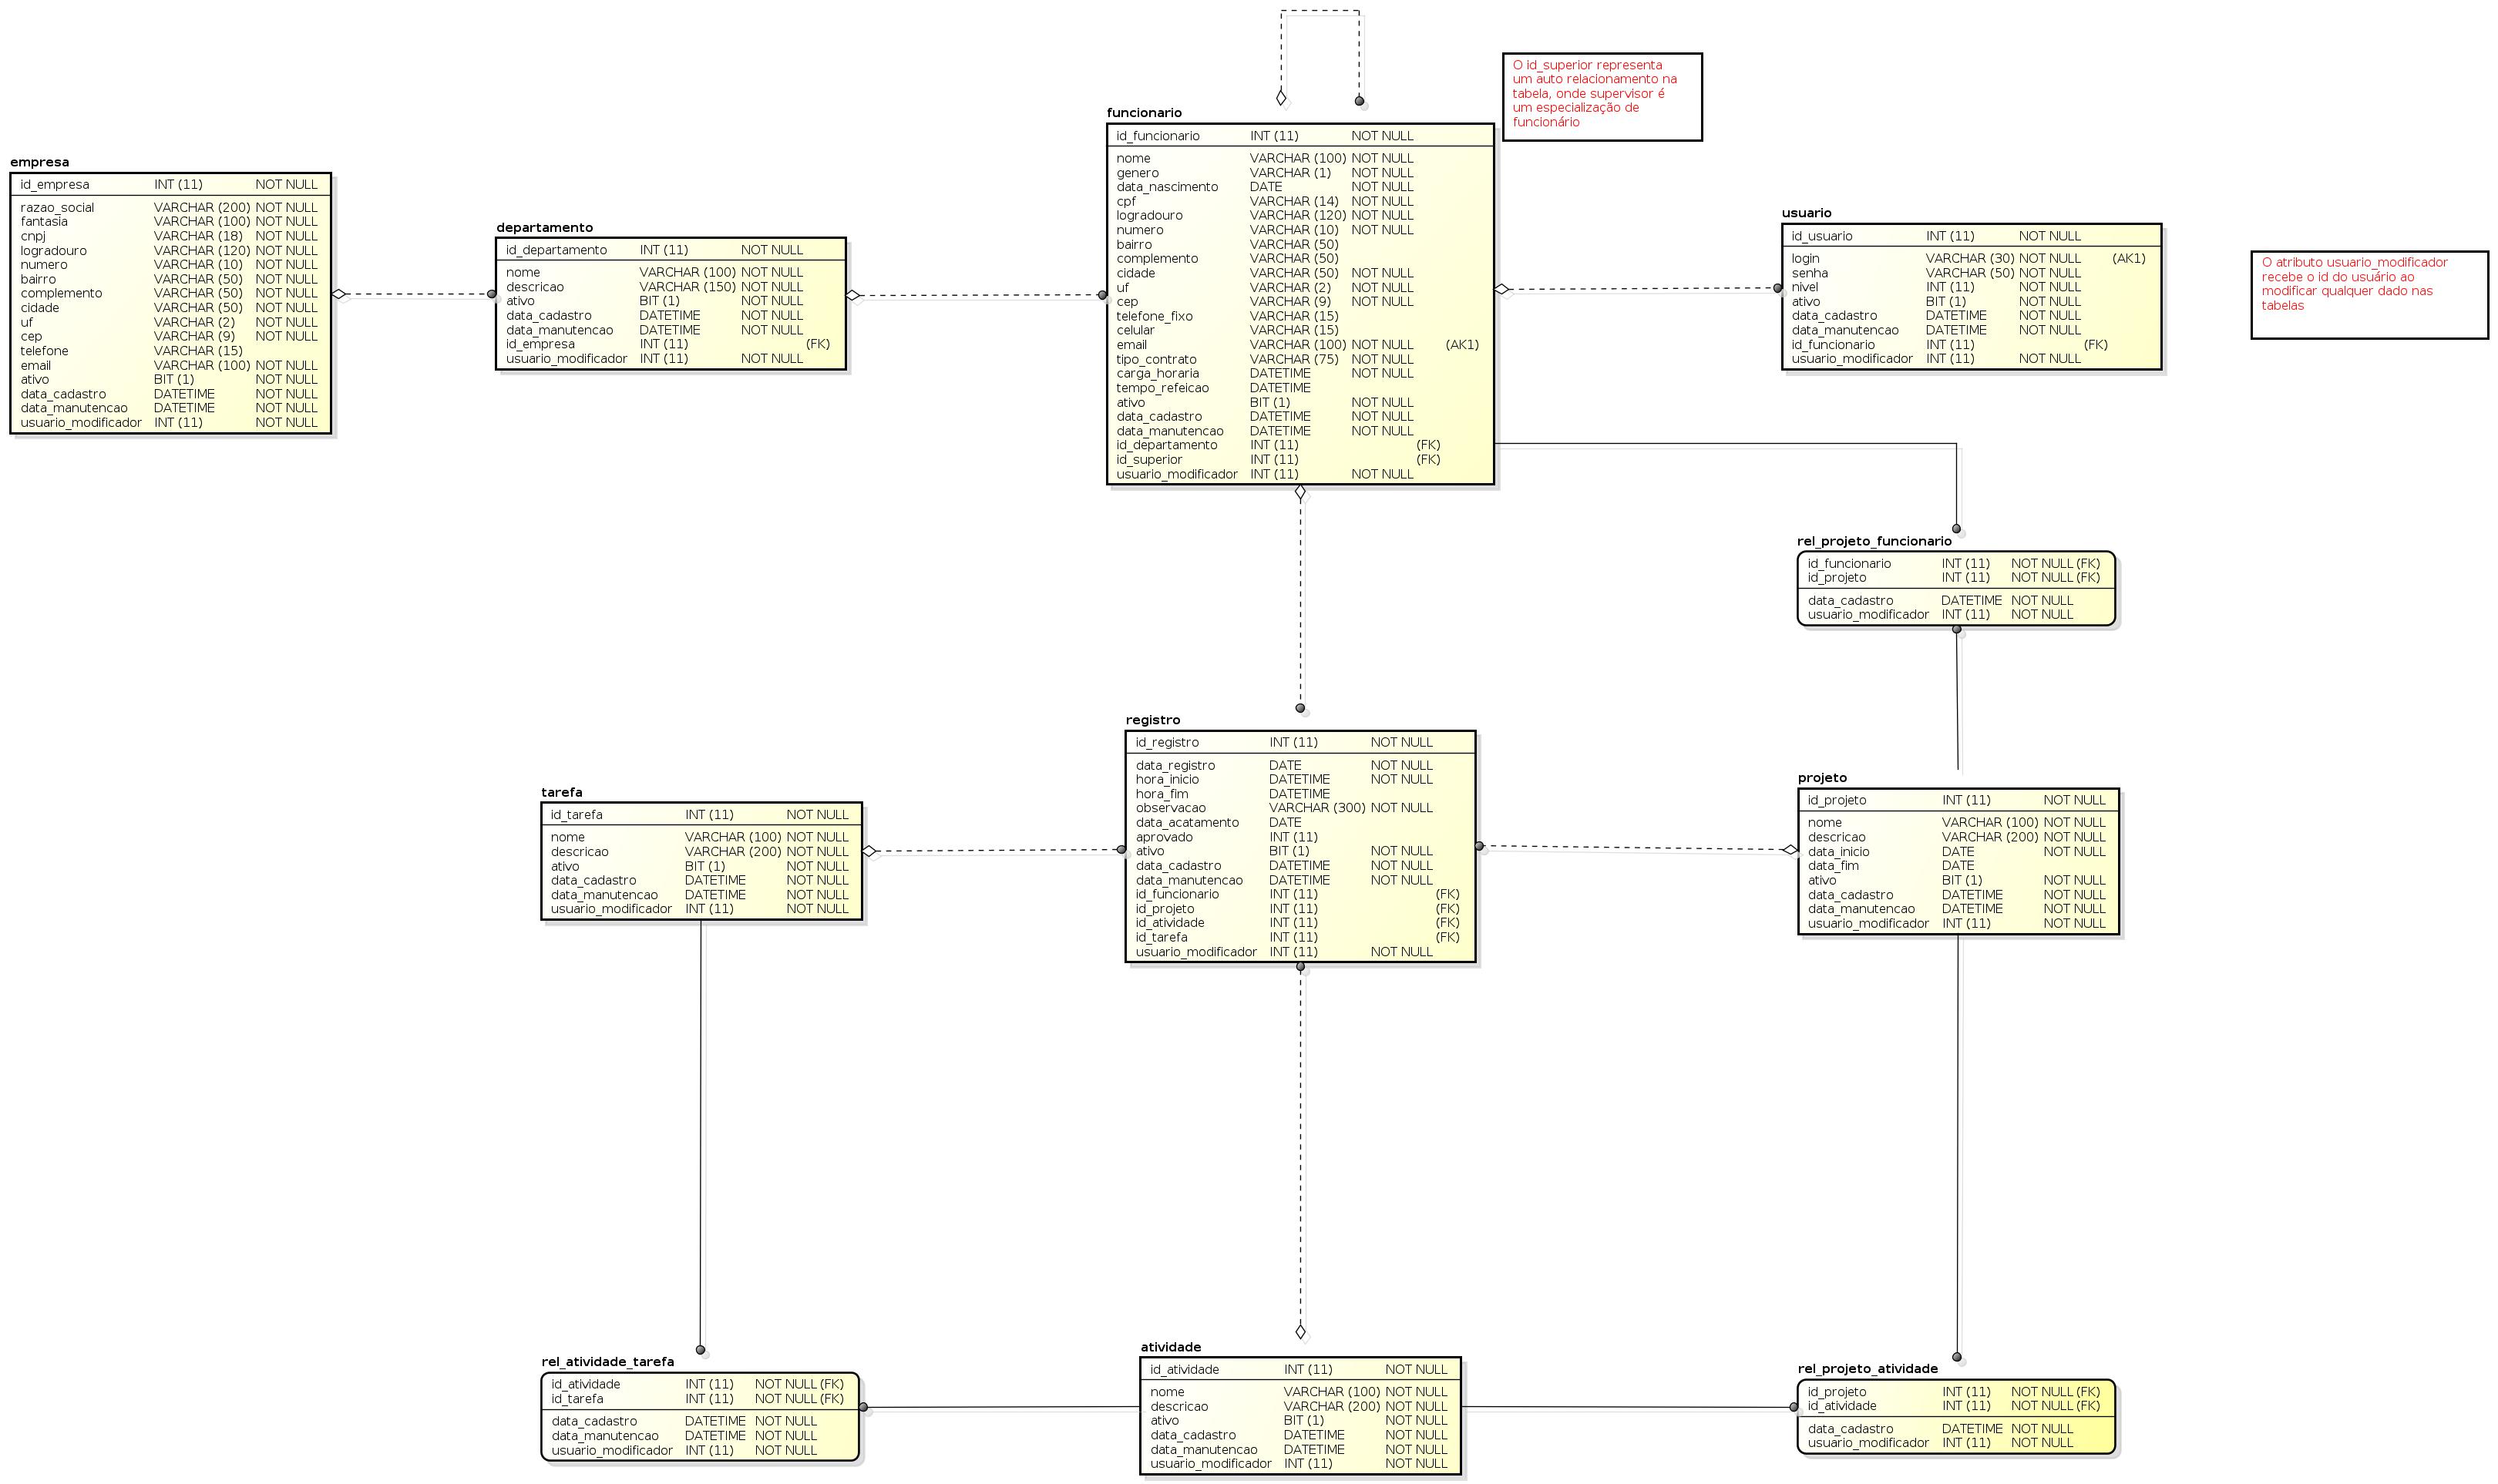 O id_superior representa
um auto relacionamento na
tabela, onde supervisor é
um especialização de
funcionário
funcionario
id_funcionario INT (11) NOT NULL
nome VARCHAR (100) NOT NULL
genero VARCHAR (1) NOT NULL
data_nascimento DATE NOT NULL
cpf VARCHAR (14) NOT NULL
logradouro VARCHAR (120) NOT NULL
numero VARCHAR (10) NOT NULL
bairro VARCHAR (50)
complemento VARCHAR (50)
cidade VARCHAR (50) NOT NULL
uf VARCHAR (2) NOT NULL
cep VARCHAR (9) NOT NULL
telefone_fixo VARCHAR (15)
celular VARCHAR (15)
email VARCHAR (100) NOT NULL (AK1)
tipo_contrato VARCHAR (75) NOT NULL
carga_horaria DATETIME NOT NULL
tempo_refeicao DATETIME
ativo BIT (1) NOT NULL
data_cadastro DATETIME NOT NULL
data_manutencao DATETIME NOT NULL
id_departamento INT (11) (FK)
id_superior INT (11) (FK)
usuario_modificador INT (11) NOT NULL
empresa
id_empresa INT (11) NOT NULL
razao_social VARCHAR (200) NOT NULL
fantasia VARCHAR (100) NOT NULL
cnpj VARCHAR (18) NOT NULL
logradouro VARCHAR (120) NOT NULL
numero VARCHAR (10) NOT NULL
bairro VARCHAR (50) NOT NULL
complemento VARCHAR (50) NOT NULL
cidade VARCHAR (50) NOT NULL
uf VARCHAR (2) NOT NULL
cep VARCHAR (9) NOT NULL
telefone VARCHAR (15)
email VARCHAR (100) NOT NULL
ativo BIT (1) NOT NULL
data_cadastro DATETIME NOT NULL
data_manutencao DATETIME NOT NULL
usuario_modificador INT (11) NOT NULL
departamento
id_departamento INT (11) NOT NULL
nome VARCHAR (100) NOT NULL
descricao VARCHAR (150) NOT NULL
ativo BIT (1) NOT NULL
data_cadastro DATETIME NOT NULL
data_manutencao DATETIME NOT NULL
id_empresa INT (11) (FK)
usuario_modificador INT (11) NOT NULL
usuario
id_usuario INT (11) NOT NULL
login VARCHAR (30) NOT NULL (AK1)
senha VARCHAR (50) NOT NULL
nivel INT (11) NOT NULL
ativo BIT (1) NOT NULL
data_cadastro DATETIME NOT NULL
data_manutencao DATETIME NOT NULL
id_funcionario INT (11) (FK)
usuario_modificador INT (11) NOT NULL
O atributo usuario_modificador
recebe o id do usuário ao
modificar qualquer dado nas
tabelas
rel_projeto_funcionario
id_funcionario INT (11) NOT NULL (FK)
id_projeto INT (11) NOT NULL (FK)
data_cadastro DATETIME NOT NULL
usuario_modificador INT (11) NOT NULL
registro
id_registro INT (11) NOT NULL
data_registro DATE NOT NULL
hora_inicio DATETIME NOT NULL
hora_fim DATETIME
observacao VARCHAR (300) NOT NULL
data_acatamento DATE
aprovado INT (11)
ativo BIT (1) NOT NULL
data_cadastro DATETIME NOT NULL
data_manutencao DATETIME NOT NULL
id_funcionario INT (11) (FK)
id_projeto INT (11) (FK)
id_atividade INT (11) (FK)
id_tarefa INT (11) (FK)
usuario_modificador INT (11) NOT NULL
tarefa
id_tarefa INT (11) NOT NULL
nome VARCHAR (100) NOT NULL
descricao VARCHAR (200) NOT NULL
ativo BIT (1) NOT NULL
data_cadastro DATETIME NOT NULL
data_manutencao DATETIME NOT NULL
usuario_modificador INT (11) NOT NULL
projeto
id_projeto INT (11) NOT NULL
nome VARCHAR (100) NOT NULL
descricao VARCHAR (200) NOT NULL
data_inicio DATE NOT NULL
data_fim DATE
ativo BIT (1) NOT NULL
data_cadastro DATETIME NOT NULL
data_manutencao DATETIME NOT NULL
usuario_modificador INT (11) NOT NULL
rel_atividade_tarefa
id_atividade INT (11) NOT NULL (FK)
id_tarefa INT (11) NOT NULL (FK)
data_cadastro DATETIME NOT NULL
data_manutencao DATETIME NOT NULL
usuario_modificador INT (11) NOT NULL
atividade
id_atividade INT (11) NOT NULL
nome VARCHAR (100) NOT NULL
descricao VARCHAR (200) NOT NULL
ativo BIT (1) NOT NULL
data_cadastro DATETIME NOT NULL
data_manutencao DATETIME NOT NULL
usuario_modificador INT (11) NOT NULL
rel_projeto_atividade
id_projeto INT (11) NOT NULL (FK)
id_atividade INT (11) NOT NULL (FK)
data_cadastro DATETIME NOT NULL
usuario_modificador INT (11) NOT NULL